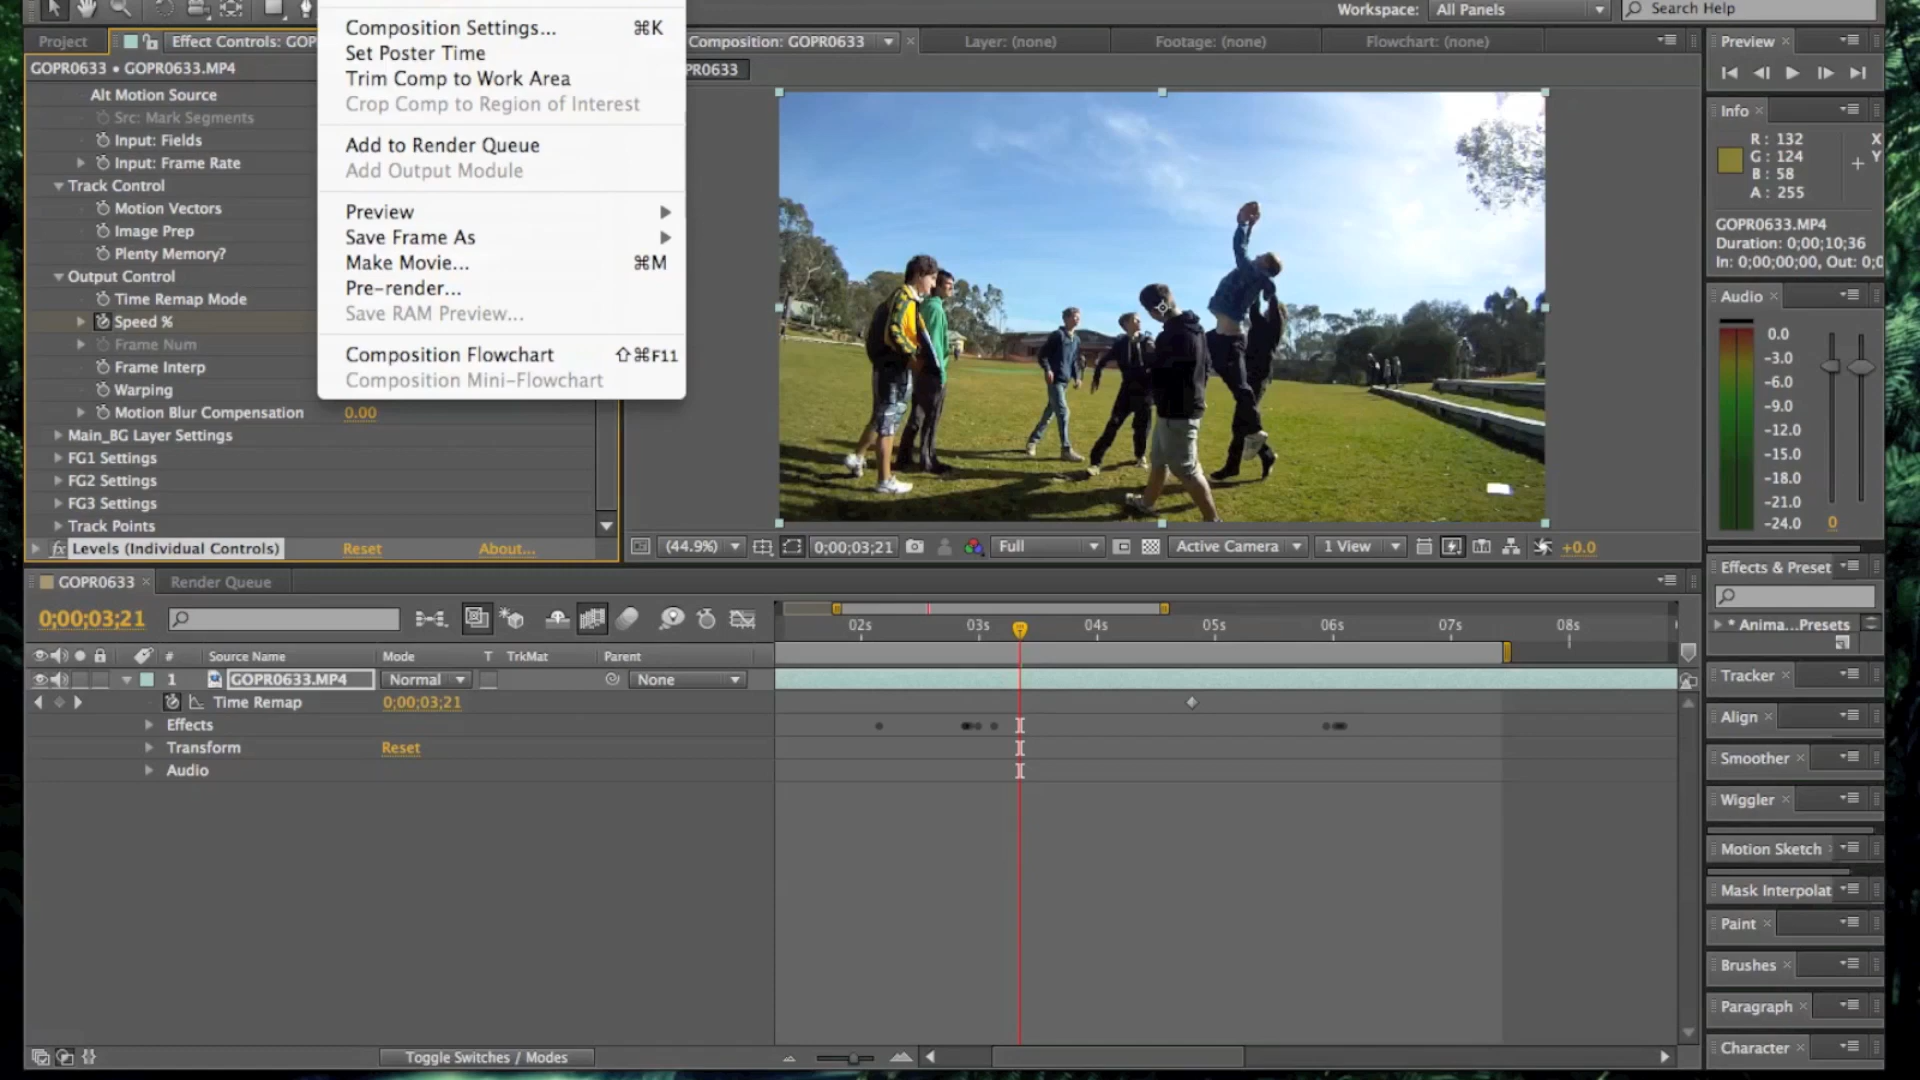 Workspace: All Panels Search Help
Project Effect Controls: GOP
GOPR0633 • GOPR0633.MP4
Alt Motion Source
Src: Mark Segments
Input: Fields
Input: Frame Rate
Track Control
Motion Vectors
Image Prep
Plenty Memory?
Output Control
Time Remap Mode
Speed %
Frame Num
Frame Interp
Warping
Motion Blur Compensation 0.00
Main_BG Layer Settings
FG1 Settings
FG2 Settings
FG3 Settings
Track Points
fx Levels (Individual Controls) Reset About...
Composition Settings... ⌘K
Set Poster Time
Trim Comp to Work Area
Crop Comp to Region of Interest
Add to Render Queue
Add Output Module
Preview
Save Frame As
Make Movie... ⌘M
Pre-render...
Save RAM Preview...
Composition Flowchart ⇧⌘F11
Composition Mini-Flowchart
Composition: GOPR0633 Layer: (none) Footage: (none) Flowchart: (none)
PR0633
(44.9%) 0;00;03;21 Full Active Camera 1 View +0.0
Preview
Info
R: 132 X
G: 124 Y
B: 58
A: 255
GOPR0633.MP4
Duration: 0;00;10;36
In: 0;00;00;00, Out: 0;0
Audio
0.0
-3.0
-6.0
-9.0
-12.0
-15.0
-18.0
-21.0
-24.0 0
Effects & Preset
* Anima...Presets
Tracker
Align
Smoother
Wiggler
Motion Sketch
Mask Interpolat
Paint
Brushes
Paragraph
Character
GOPR0633 Render Queue
0;00;03;21
02s 03s 04s 05s 06s 07s 08s
# Source Name Mode T TrkMat Parent
1 GOPR0633.MP4 Normal None
Time Remap 0;00;03;21
Effects
Transform Reset
Audio
Toggle Switches / Modes